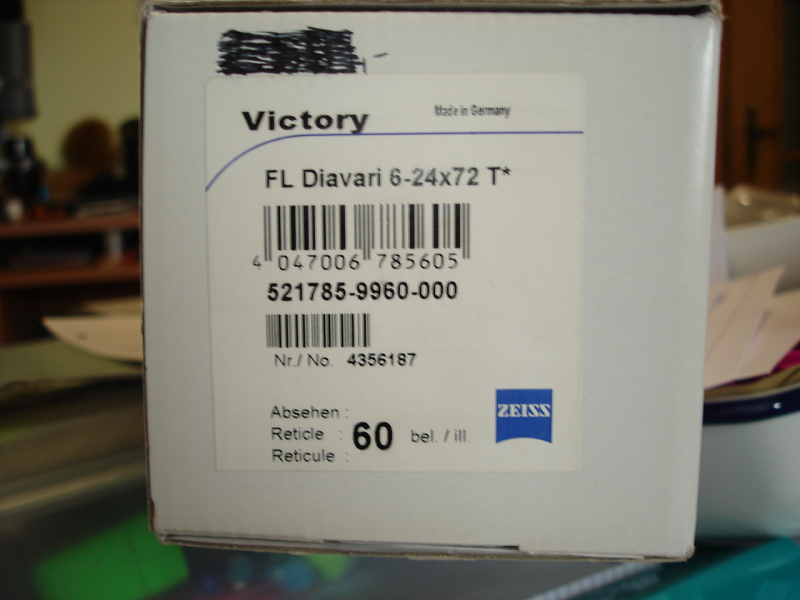 Victory
Made in Germany
FL Diavari 6-24x72 T*
4 047006 785605
521785-9960-000
Nr./ No. 4356187
Absehen :
Reticle : 60 bel. / ill.
Reticule :
ZEISS